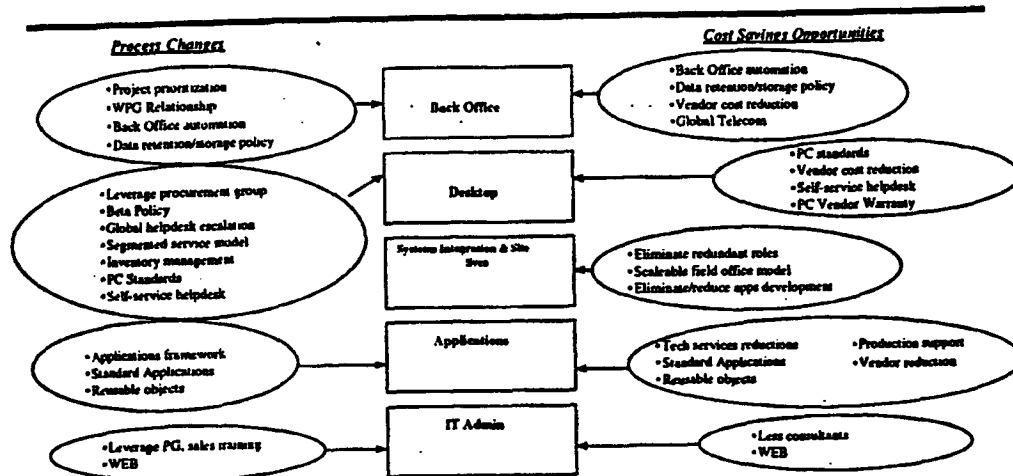 Process Changes
Cost Savings Opportunities
•Project prioritization
•WPG Relationship
•Back Office automation
•Data retention/storage policy
Back Office
•Back Office automation
•Data retention/storage policy
•Vendor cost reduction
•Global Telecom
•Leverage procurement group
•Beta Policy
•Global helpdesk escalation
•Segmented service model
•Inventory management
•PC Standards
•Self-service helpdesk
Desktop
•PC standards
•Vendor cost reduction
•Self-service helpdesk
•PC Vendor Warranty
Systems Integration & Site
Svcs
•Eliminate redundant roles
•Scaleable field office model
•Eliminate/reduce apps development
•Applications framework
•Standard Applications
•Reusable objects
Applications
•Tech services reductions
•Standard Applications
•Reusable objects
•Production support
•Vendor reduction
•Leverage PG, sales training
•WEB
IT Admin
•Less consultants
•WEB